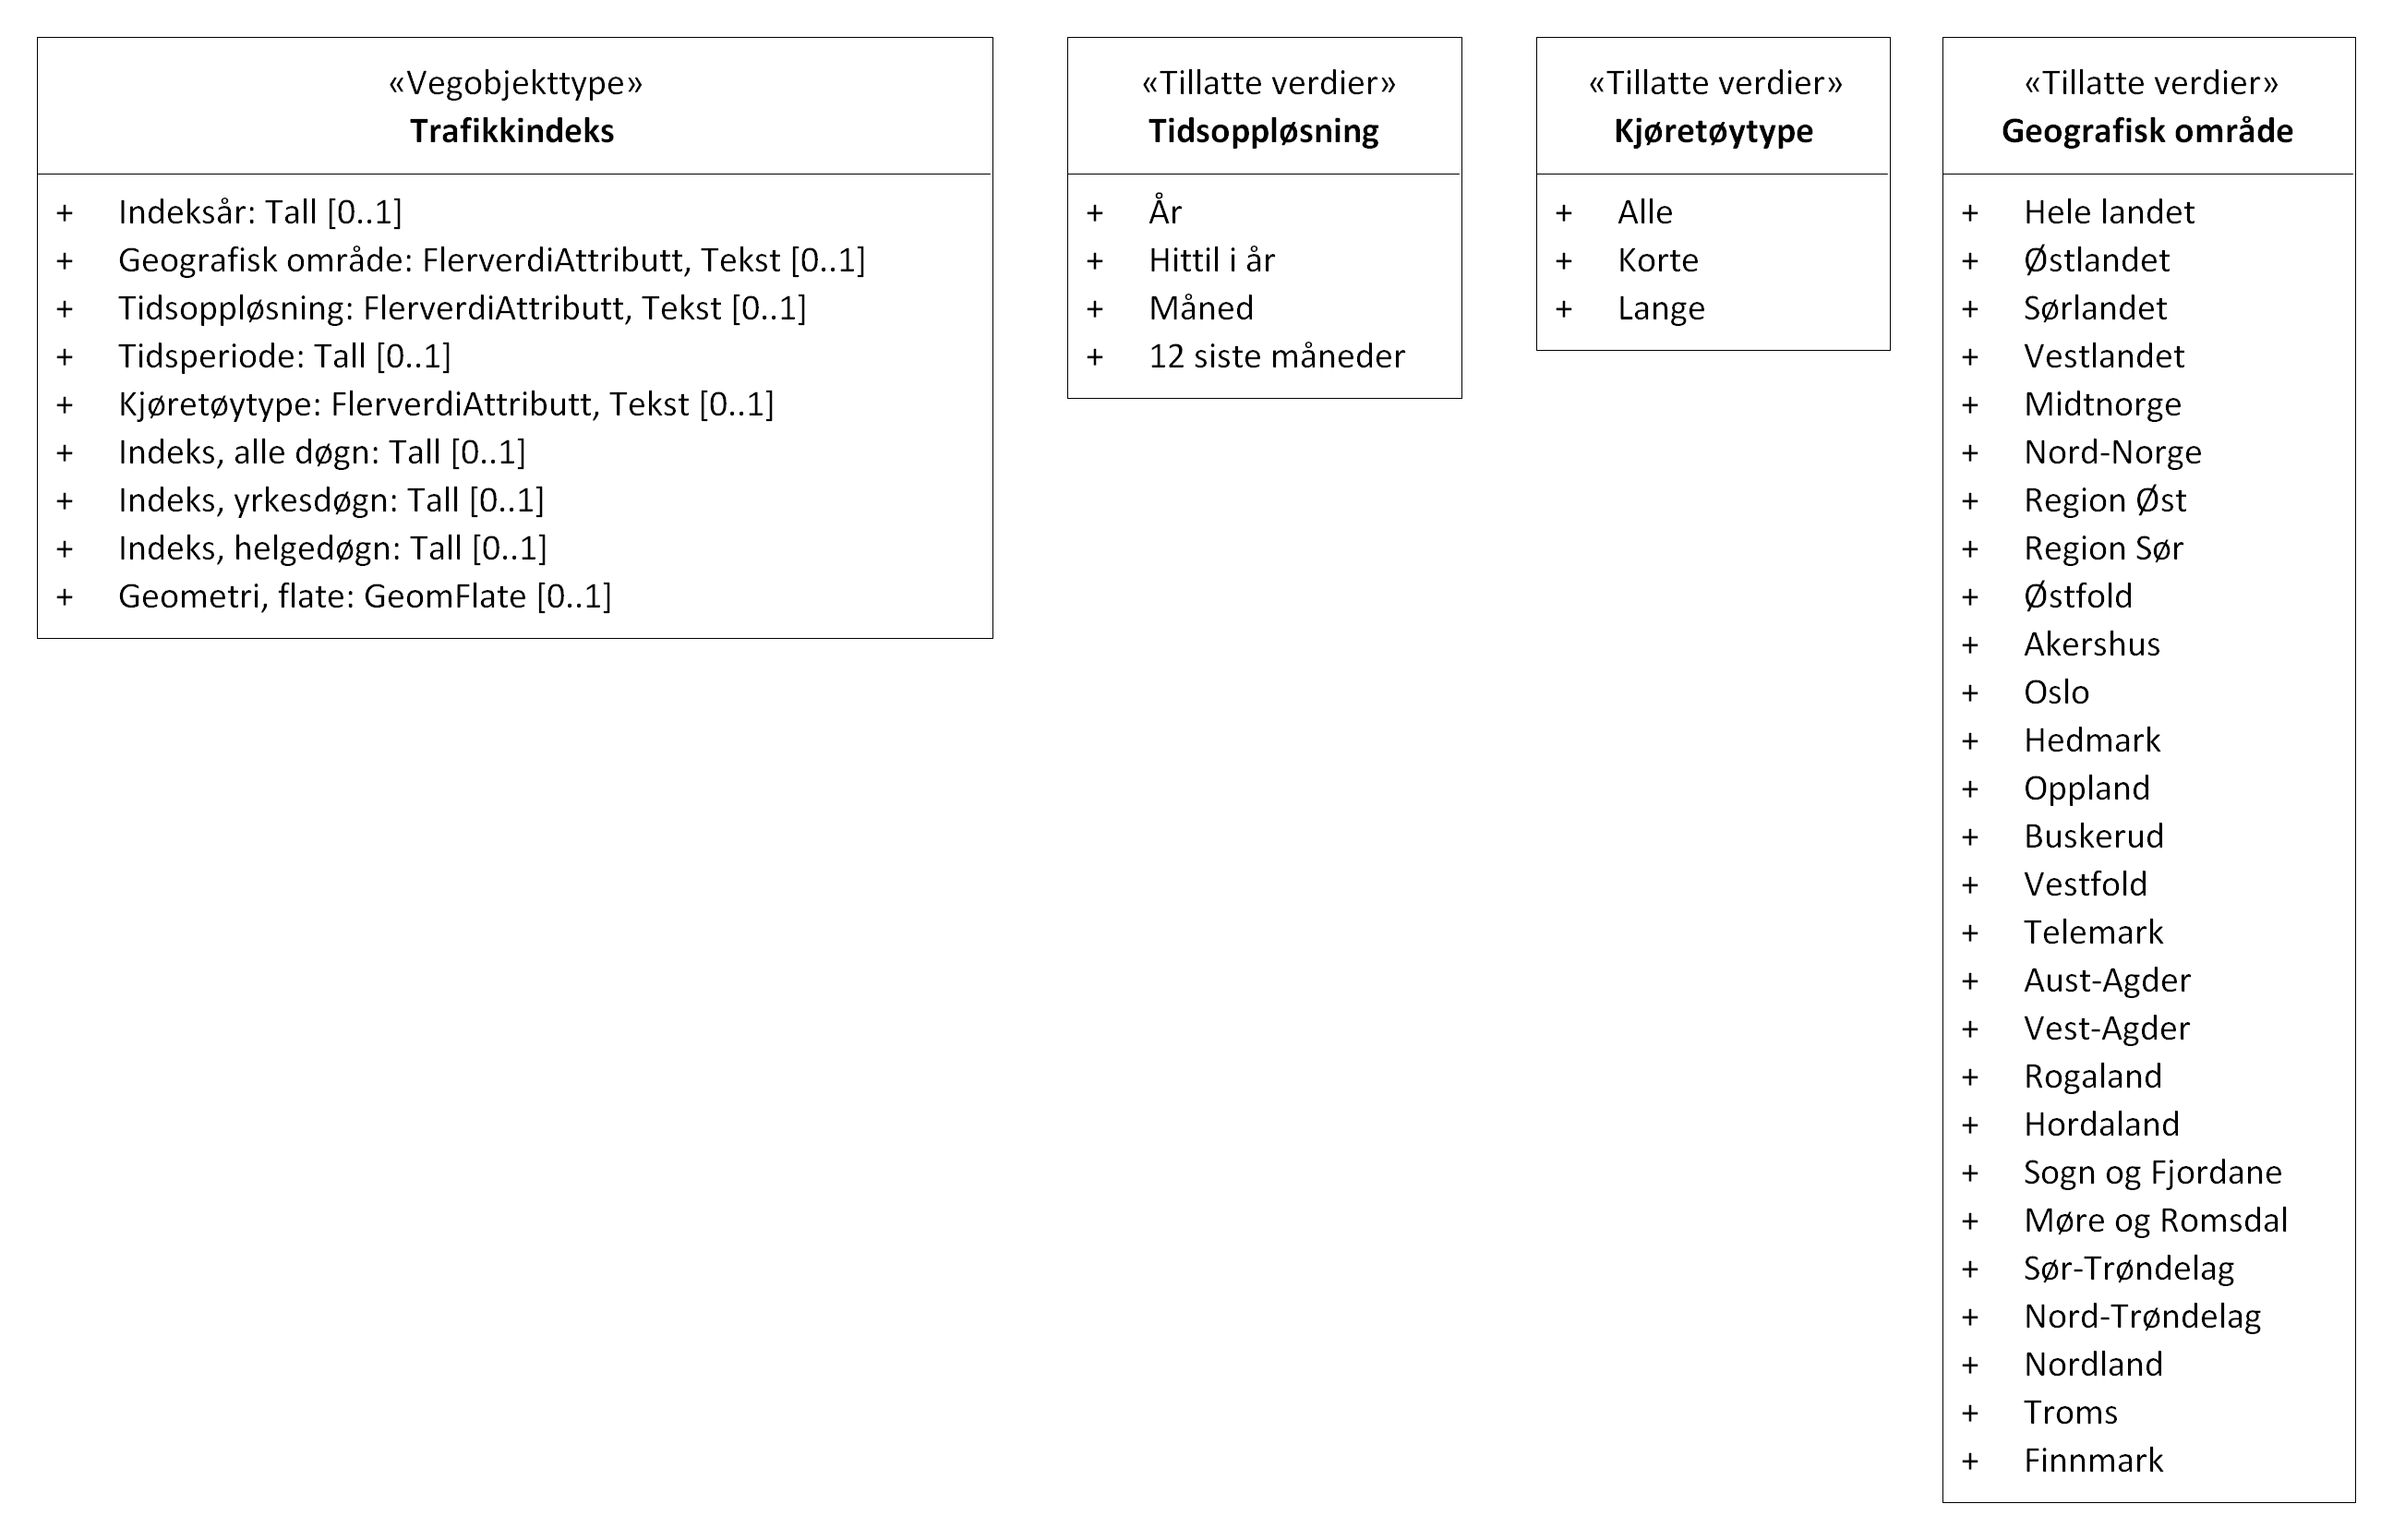 «Vegobjekttype»
Trafikkindeks
+ Indeksår: Tall [0..1]
+ Geografisk område: FlerverdiAttributt, Tekst [0..1]
+ Tidsoppløsning: FlerverdiAttributt, Tekst [0..1]
+ Tidsperiode: Tall [0..1]
+ Kjøretøytype: FlerverdiAttributt, Tekst [0..1]
+ Indeks, alle døgn: Tall [0..1]
+ Indeks, yrkesdøgn: Tall [0..1]
+ Indeks, helgedøgn: Tall [0..1]
+ Geometri, flate: GeomFlate [0..1]
«Tillatte verdier»
Tidsoppløsning
+ År
+ Hittil i år
+ Måned
+ 12 siste måneder
«Tillatte verdier»
Kjøretøytype
+ Alle
+ Korte
+ Lange
«Tillatte verdier»
Geografisk område
+ Hele landet
+ Østlandet
+ Sørlandet
+ Vestlandet
+ Midtnorge
+ Nord-Norge
+ Region Øst
+ Region Sør
+ Østfold
+ Akershus
+ Oslo
+ Hedmark
+ Oppland
+ Buskerud
+ Vestfold
+ Telemark
+ Aust-Agder
+ Vest-Agder
+ Rogaland
+ Hordaland
+ Sogn og Fjordane
+ Møre og Romsdal
+ Sør-Trøndelag
+ Nord-Trøndelag
+ Nordland
+ Troms
+ Finnmark